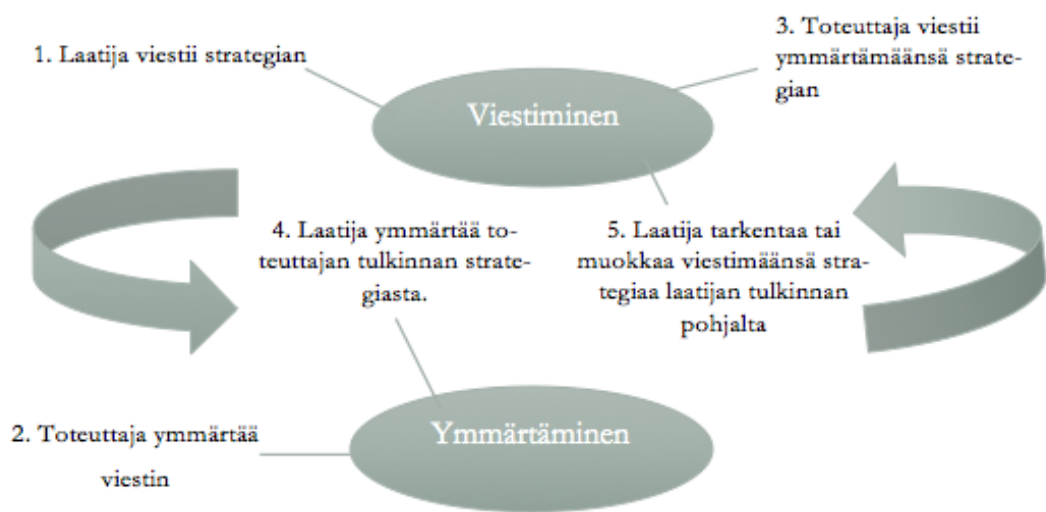 1. Laatija viestii strategian
3. Toteuttaja viestii
ymmärtämäänsä strate-
gian
Viestiminen
4. Laatija ymmärtää to-
teuttajan tulkinnan strate-
giasta.
5. Laatija tarkentaa tai
muokkaa viestimäänsä stra-
tegiaa laatijan tulkinnan
pohjalta
2. Toteuttaja ymmärtää
viestin
Ymmärtäminen